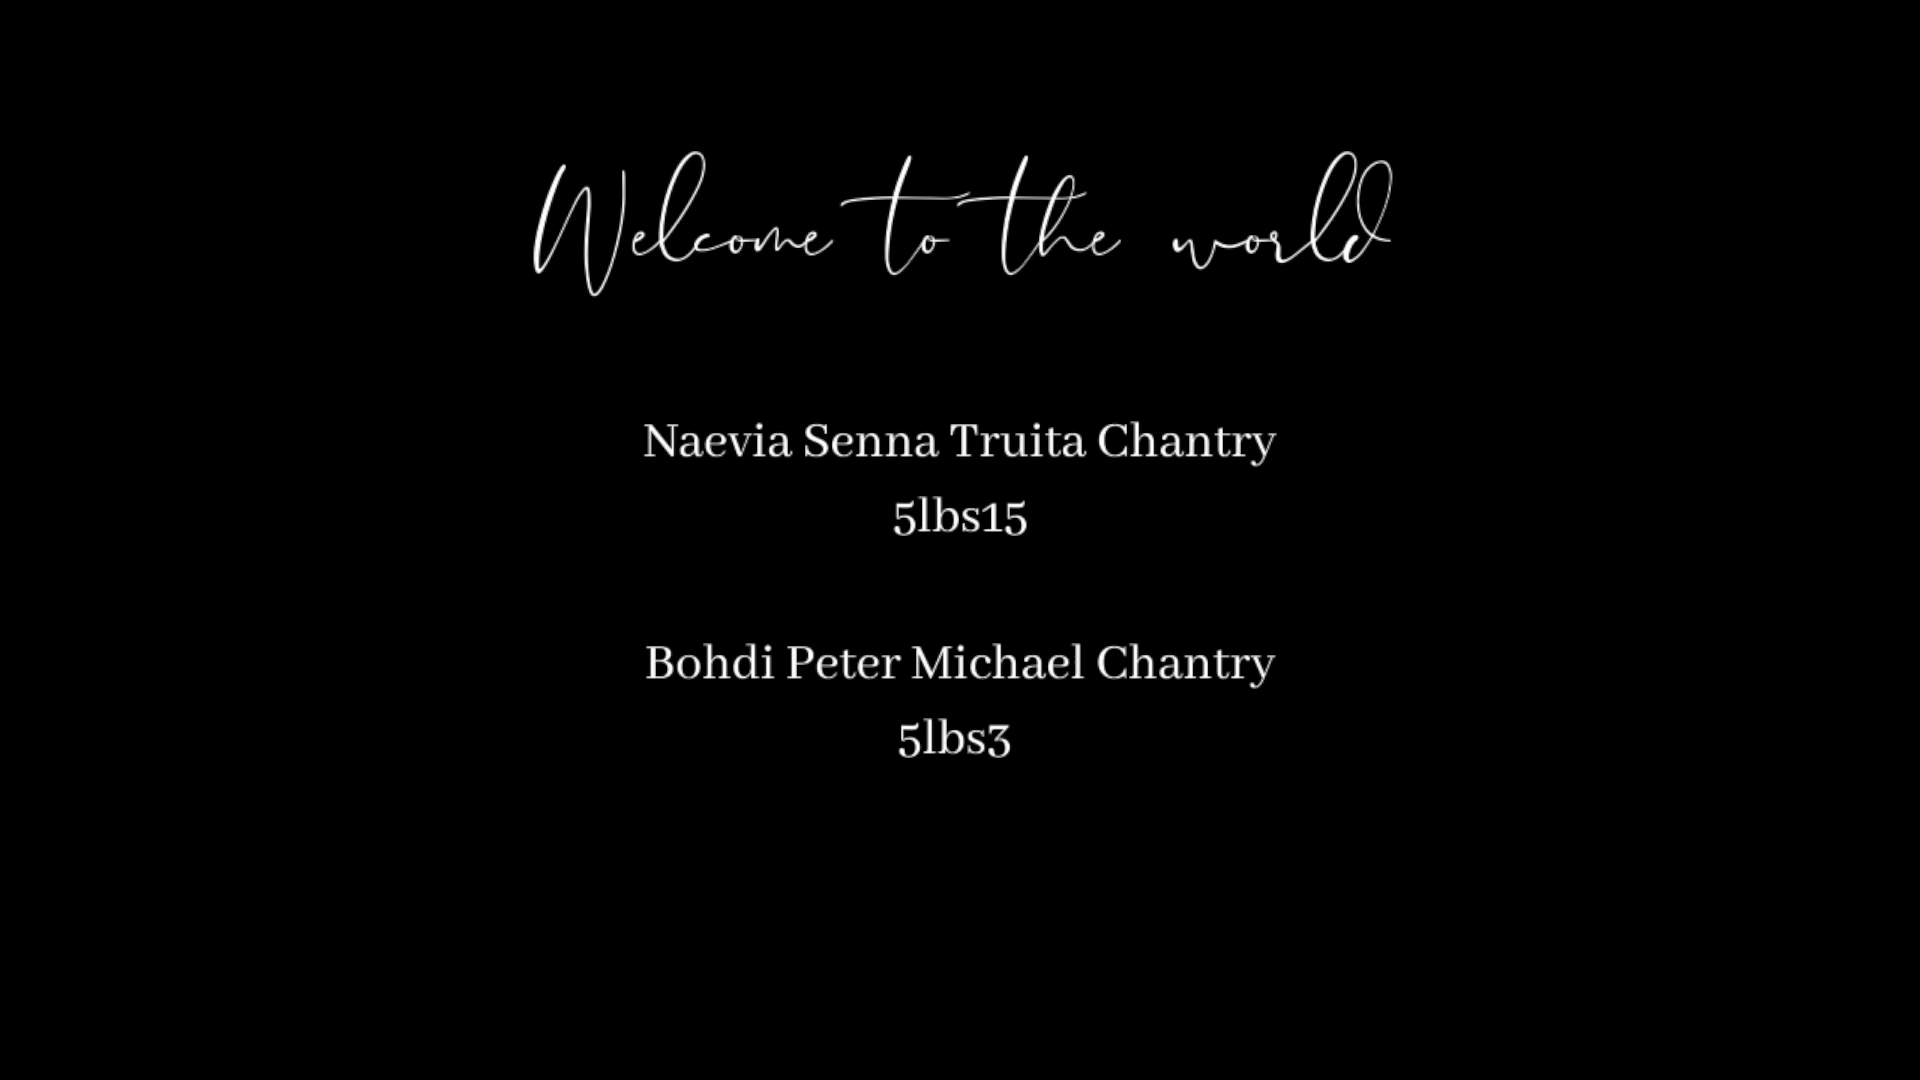 Welcome to the world
Naevia Senna Truita Chantry
5lbs15
Bohdi Peter Michael Chantry
5lbs3